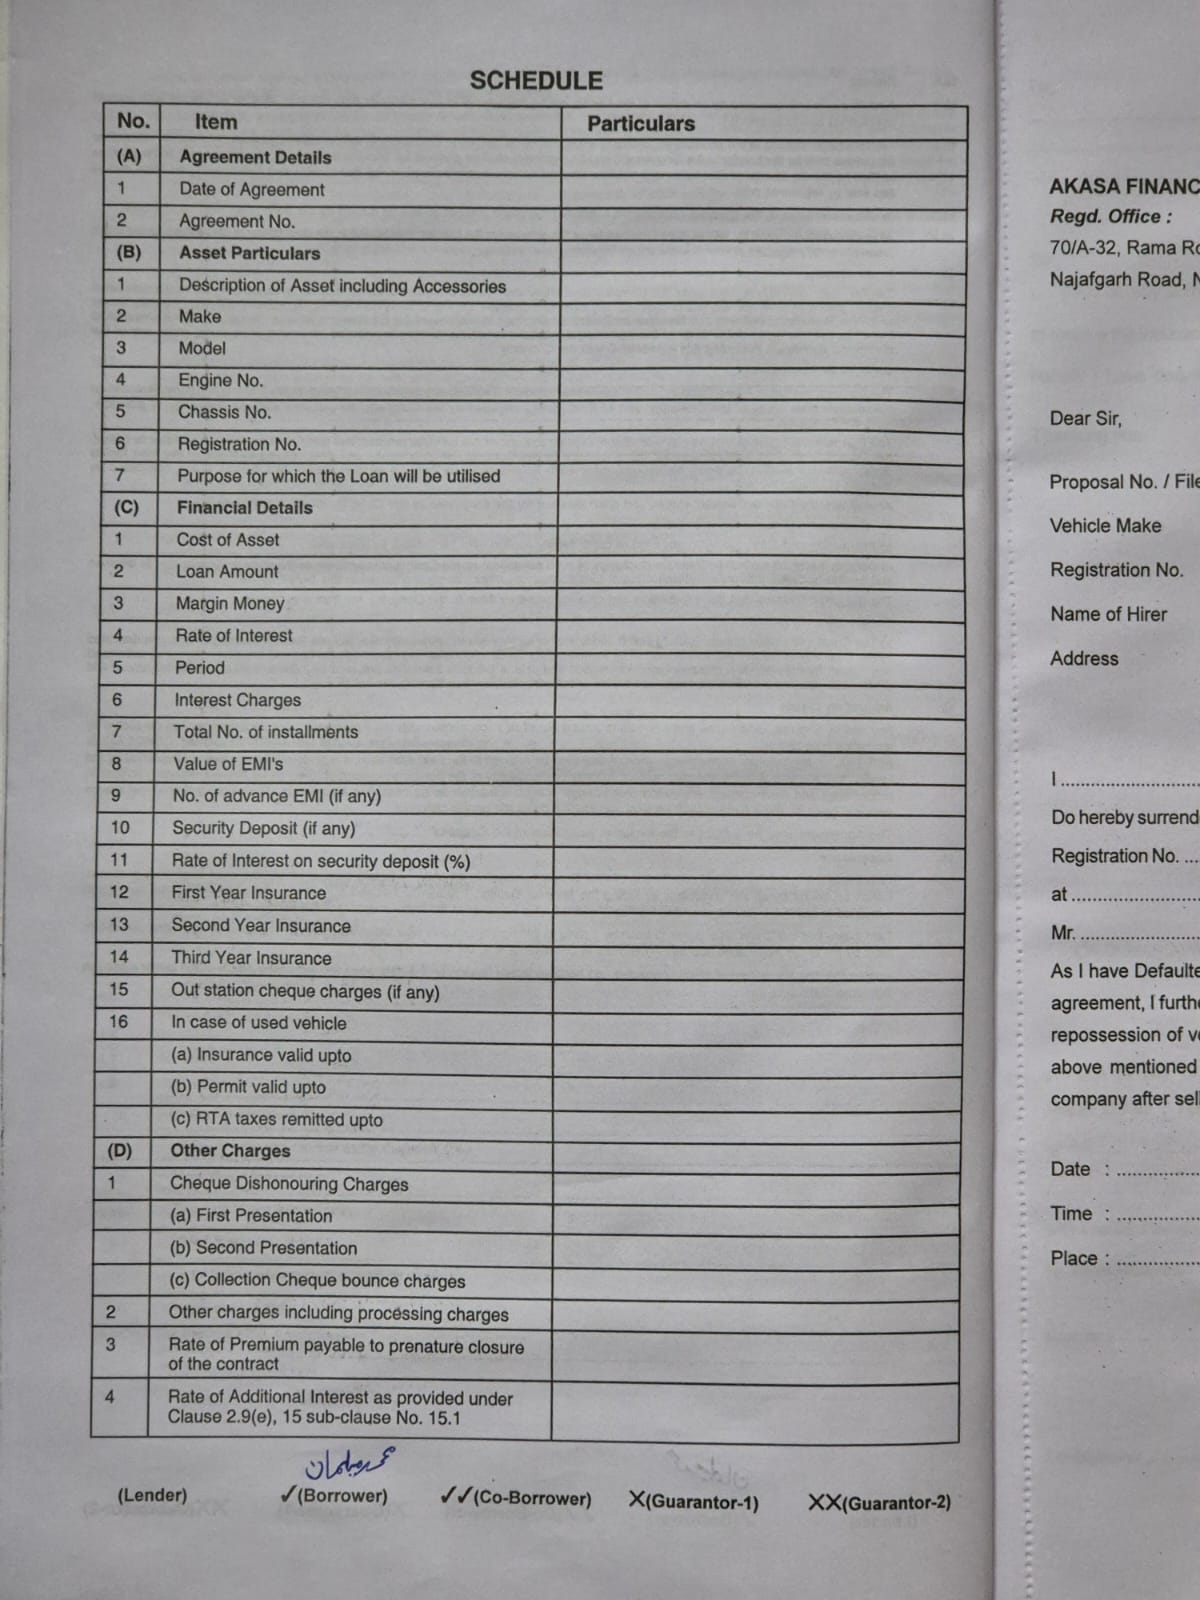 SCHEDULE
No. Item Particulars
(A) Agreement Details
1 Date of Agreement
2 Agreement No.
(B) Asset Particulars
1 Description of Asset including Accessories
2 Make
3 Model
4 Engine No.
5 Chassis No.
6 Registration No.
7 Purpose for which the Loan will be utilised
(C) Financial Details
1 Cost of Asset
2 Loan Amount
3 Margin Money
4 Rate of Interest
5 Period
6 Interest Charges
7 Total No. of installments
8 Value of EMI's
9 No. of advance EMI (if any)
10 Security Deposit (if any)
11 Rate of Interest on security deposit (%)
12 First Year Insurance
13 Second Year Insurance
14 Third Year Insurance
15 Out station cheque charges (if any)
16 In case of used vehicle
(a) Insurance valid upto
(b) Permit valid upto
(c) RTA taxes remitted upto
(D) Other Charges
1 Cheque Dishonouring Charges
(a) First Presentation
(b) Second Presentation
(c) Collection Cheque bounce charges
2 Other charges including processing charges
3 Rate of Premium payable to prenature closure
of the contract
4 Rate of Additional Interest as provided under
Clause 2.9(e), 15 sub-clause No. 15.1
(Lender) ✓(Borrower) ✓✓(Co-Borrower) X(Guarantor-1) XX(Guarantor-2)
AKASA FINANC
Regd. Office :
70/A-32, Rama Ro
Najafgarh Road, N
Dear Sir,
Proposal No. / File
Vehicle Make
Registration No.
Name of Hirer
Address
I ........................
Do hereby surrend
Registration No. ...
at ........................
Mr. ......................
As I have Defaulte
agreement, I furthe
repossession of ve
above mentioned
company after sell
Date : ................
Time : ................
Place : ................